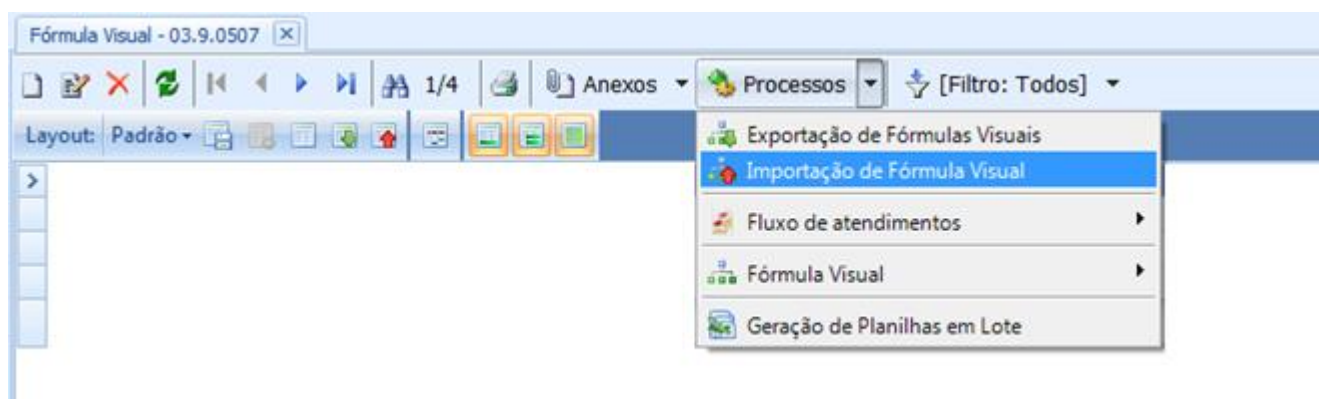 Fórmula Visual - 03.9.0507
1/4 Anexos Processos [Filtro: Todos]
Layout: Padrão
Exportação de Fórmulas Visuais
Importação de Fórmula Visual
Fluxo de atendimentos
Fórmula Visual
Geração de Planilhas em Lote